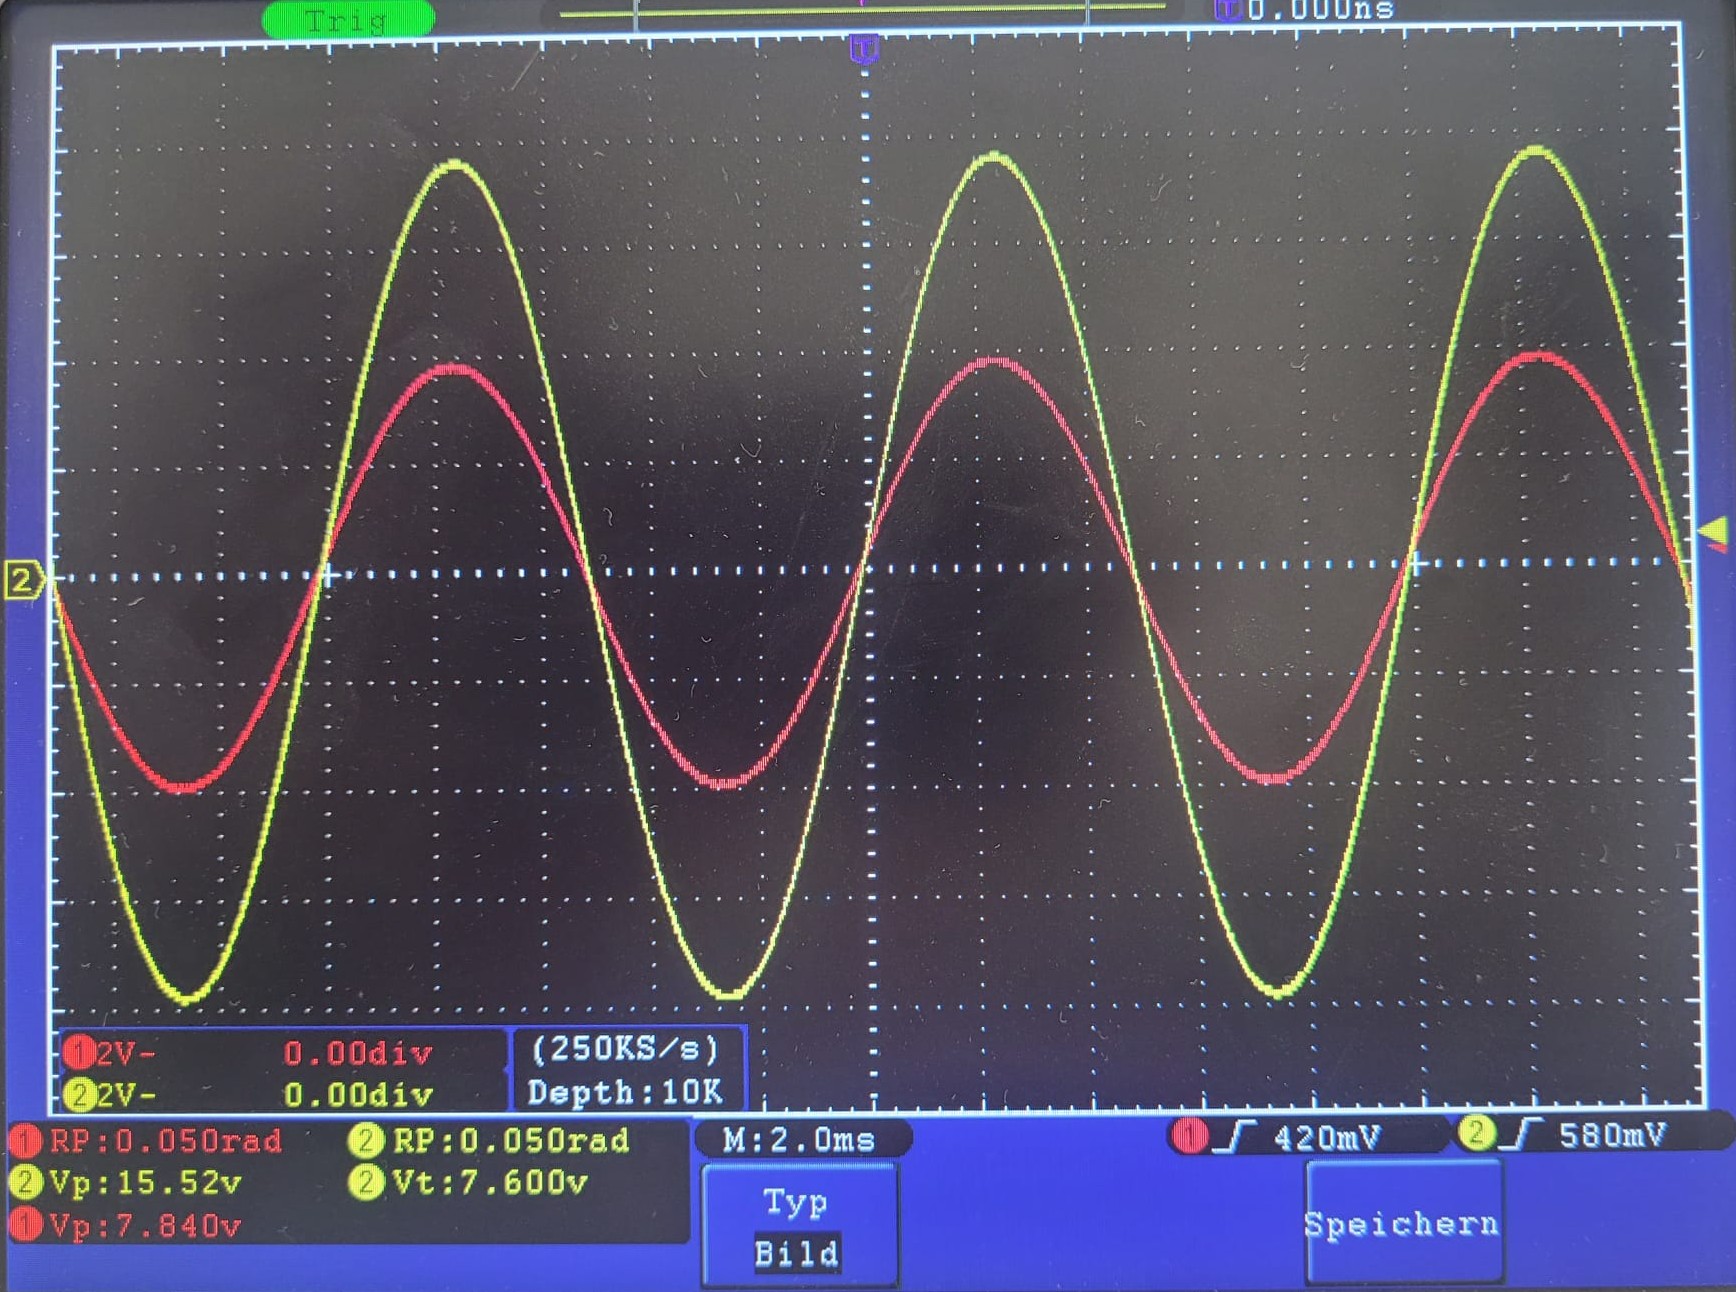 Trig
T 0.000ns
T
2
1 2V- 0.00div
2 2V- 0.00div
(250KS/s)
Depth:10K
1 RP:0.050rad 2 RP:0.050rad
2 Vp:15.52v 2 Vt:7.600v
1 Vp:7.840v
M:2.0ms
1 420mV 2 580mV
Typ
Bild
Speichern